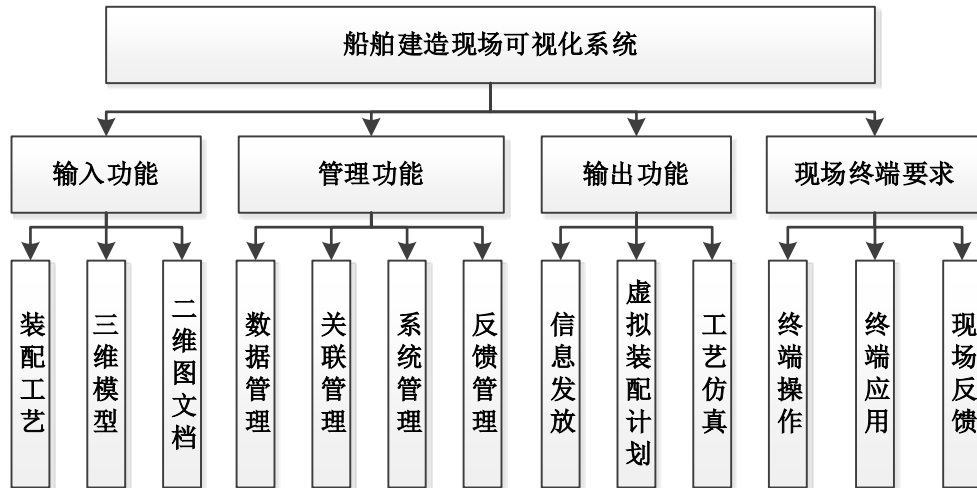 船舶建造现场可视化系统
输入功能
管理功能
输出功能
现场终端要求
装配工艺
三维模型
二维图文档
数据管理
关联管理
系统管理
反馈管理
信息发放
虚拟装配计划
工艺仿真
终端操作
终端应用
现场反馈